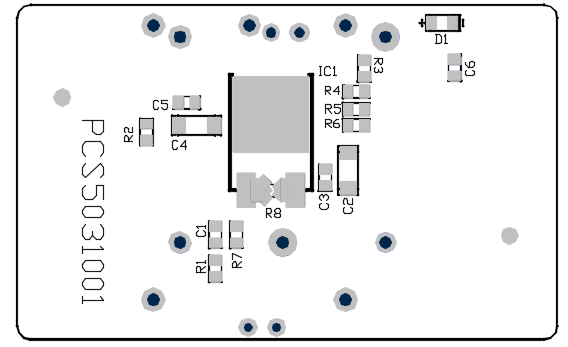 +
D1
IC1
R3
C6
R4
C5
R5
R6
R2
C4
PCS5031001
C3
C2
R8
C1
R7
R1